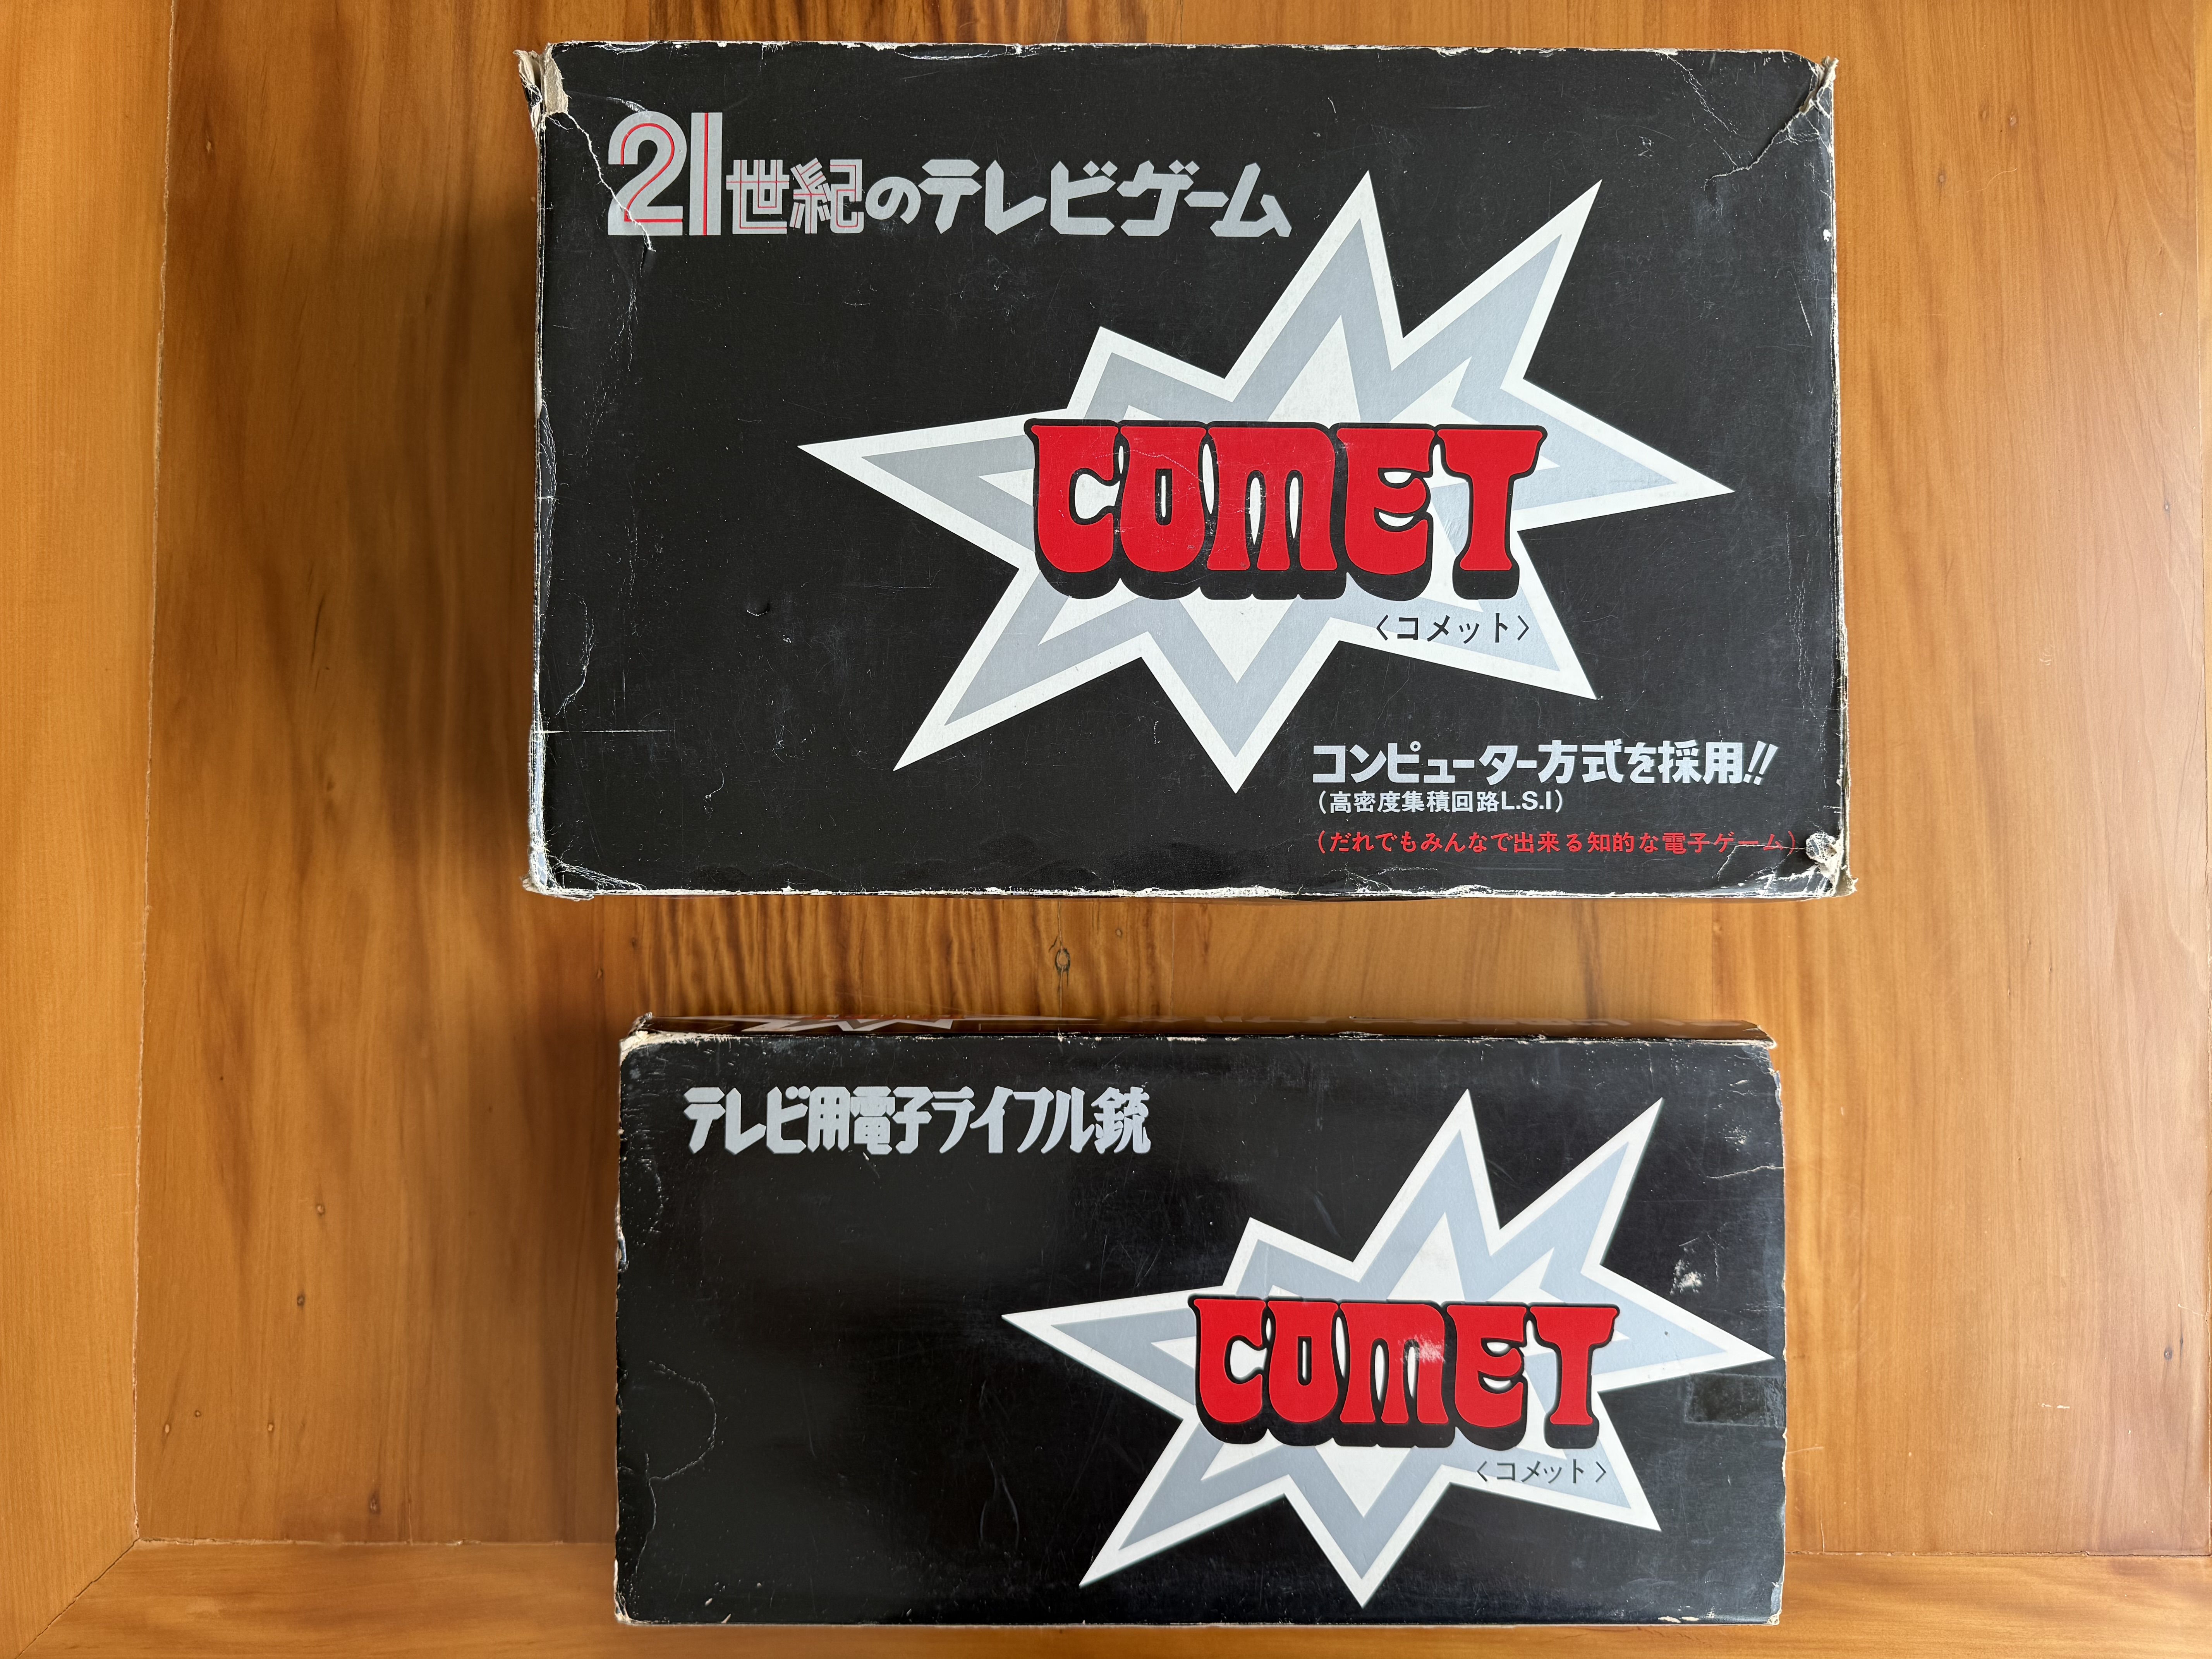 21世紀のテレビゲーム
COMET
〈コメット〉
コンピューター方式を採用!!
(高密度集積回路L.S.I)
(だれでもみんなで出来る知的な電子ゲーム)
テレビ用電子ライフル銃
COMET
〈コメット〉